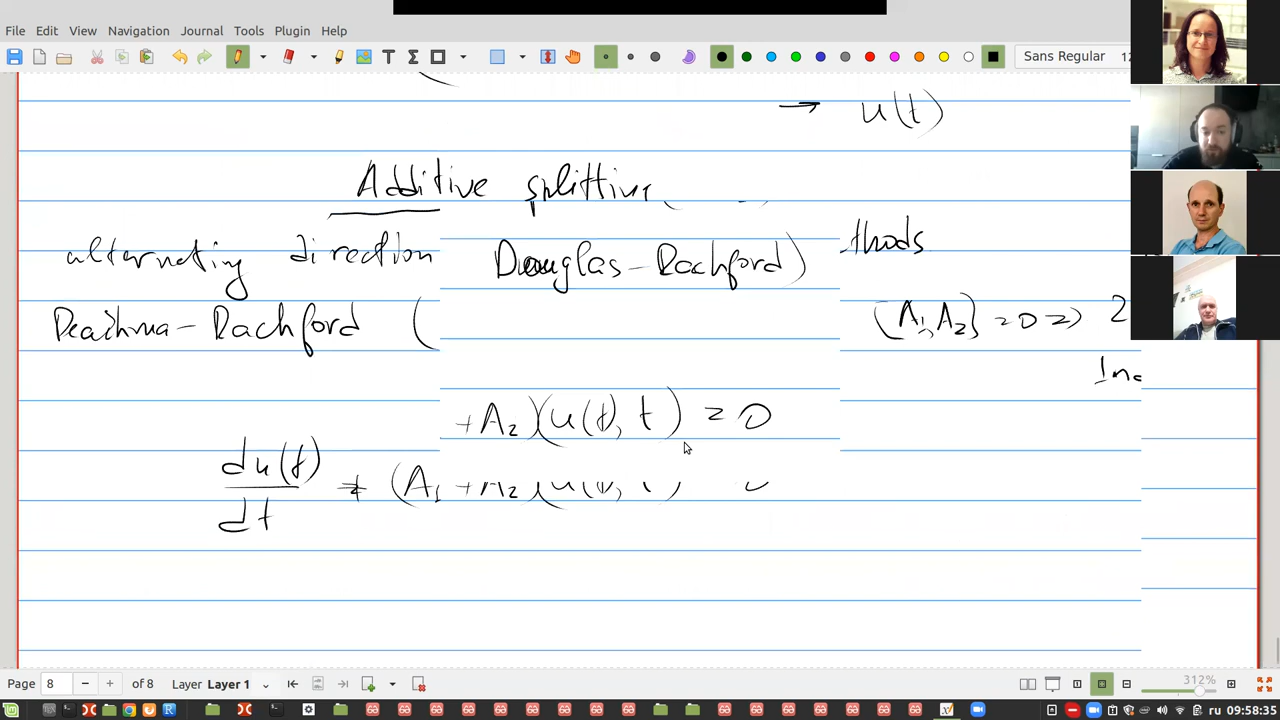 File Edit View Navigation Journal Tools Plugin Help
Sans Regular 12
→ u(t)
Additive splitting
alternating direction thods
Douglas-Rachford)
Rachford (
[A₁, A₂] = 0 => 2
+ A₂)(u(t), t) = 0
du(t)/dt + (A₁ + A₂)(u(t),
Page 8 of 8 Layer Layer 1 312%
ru 09:58:35